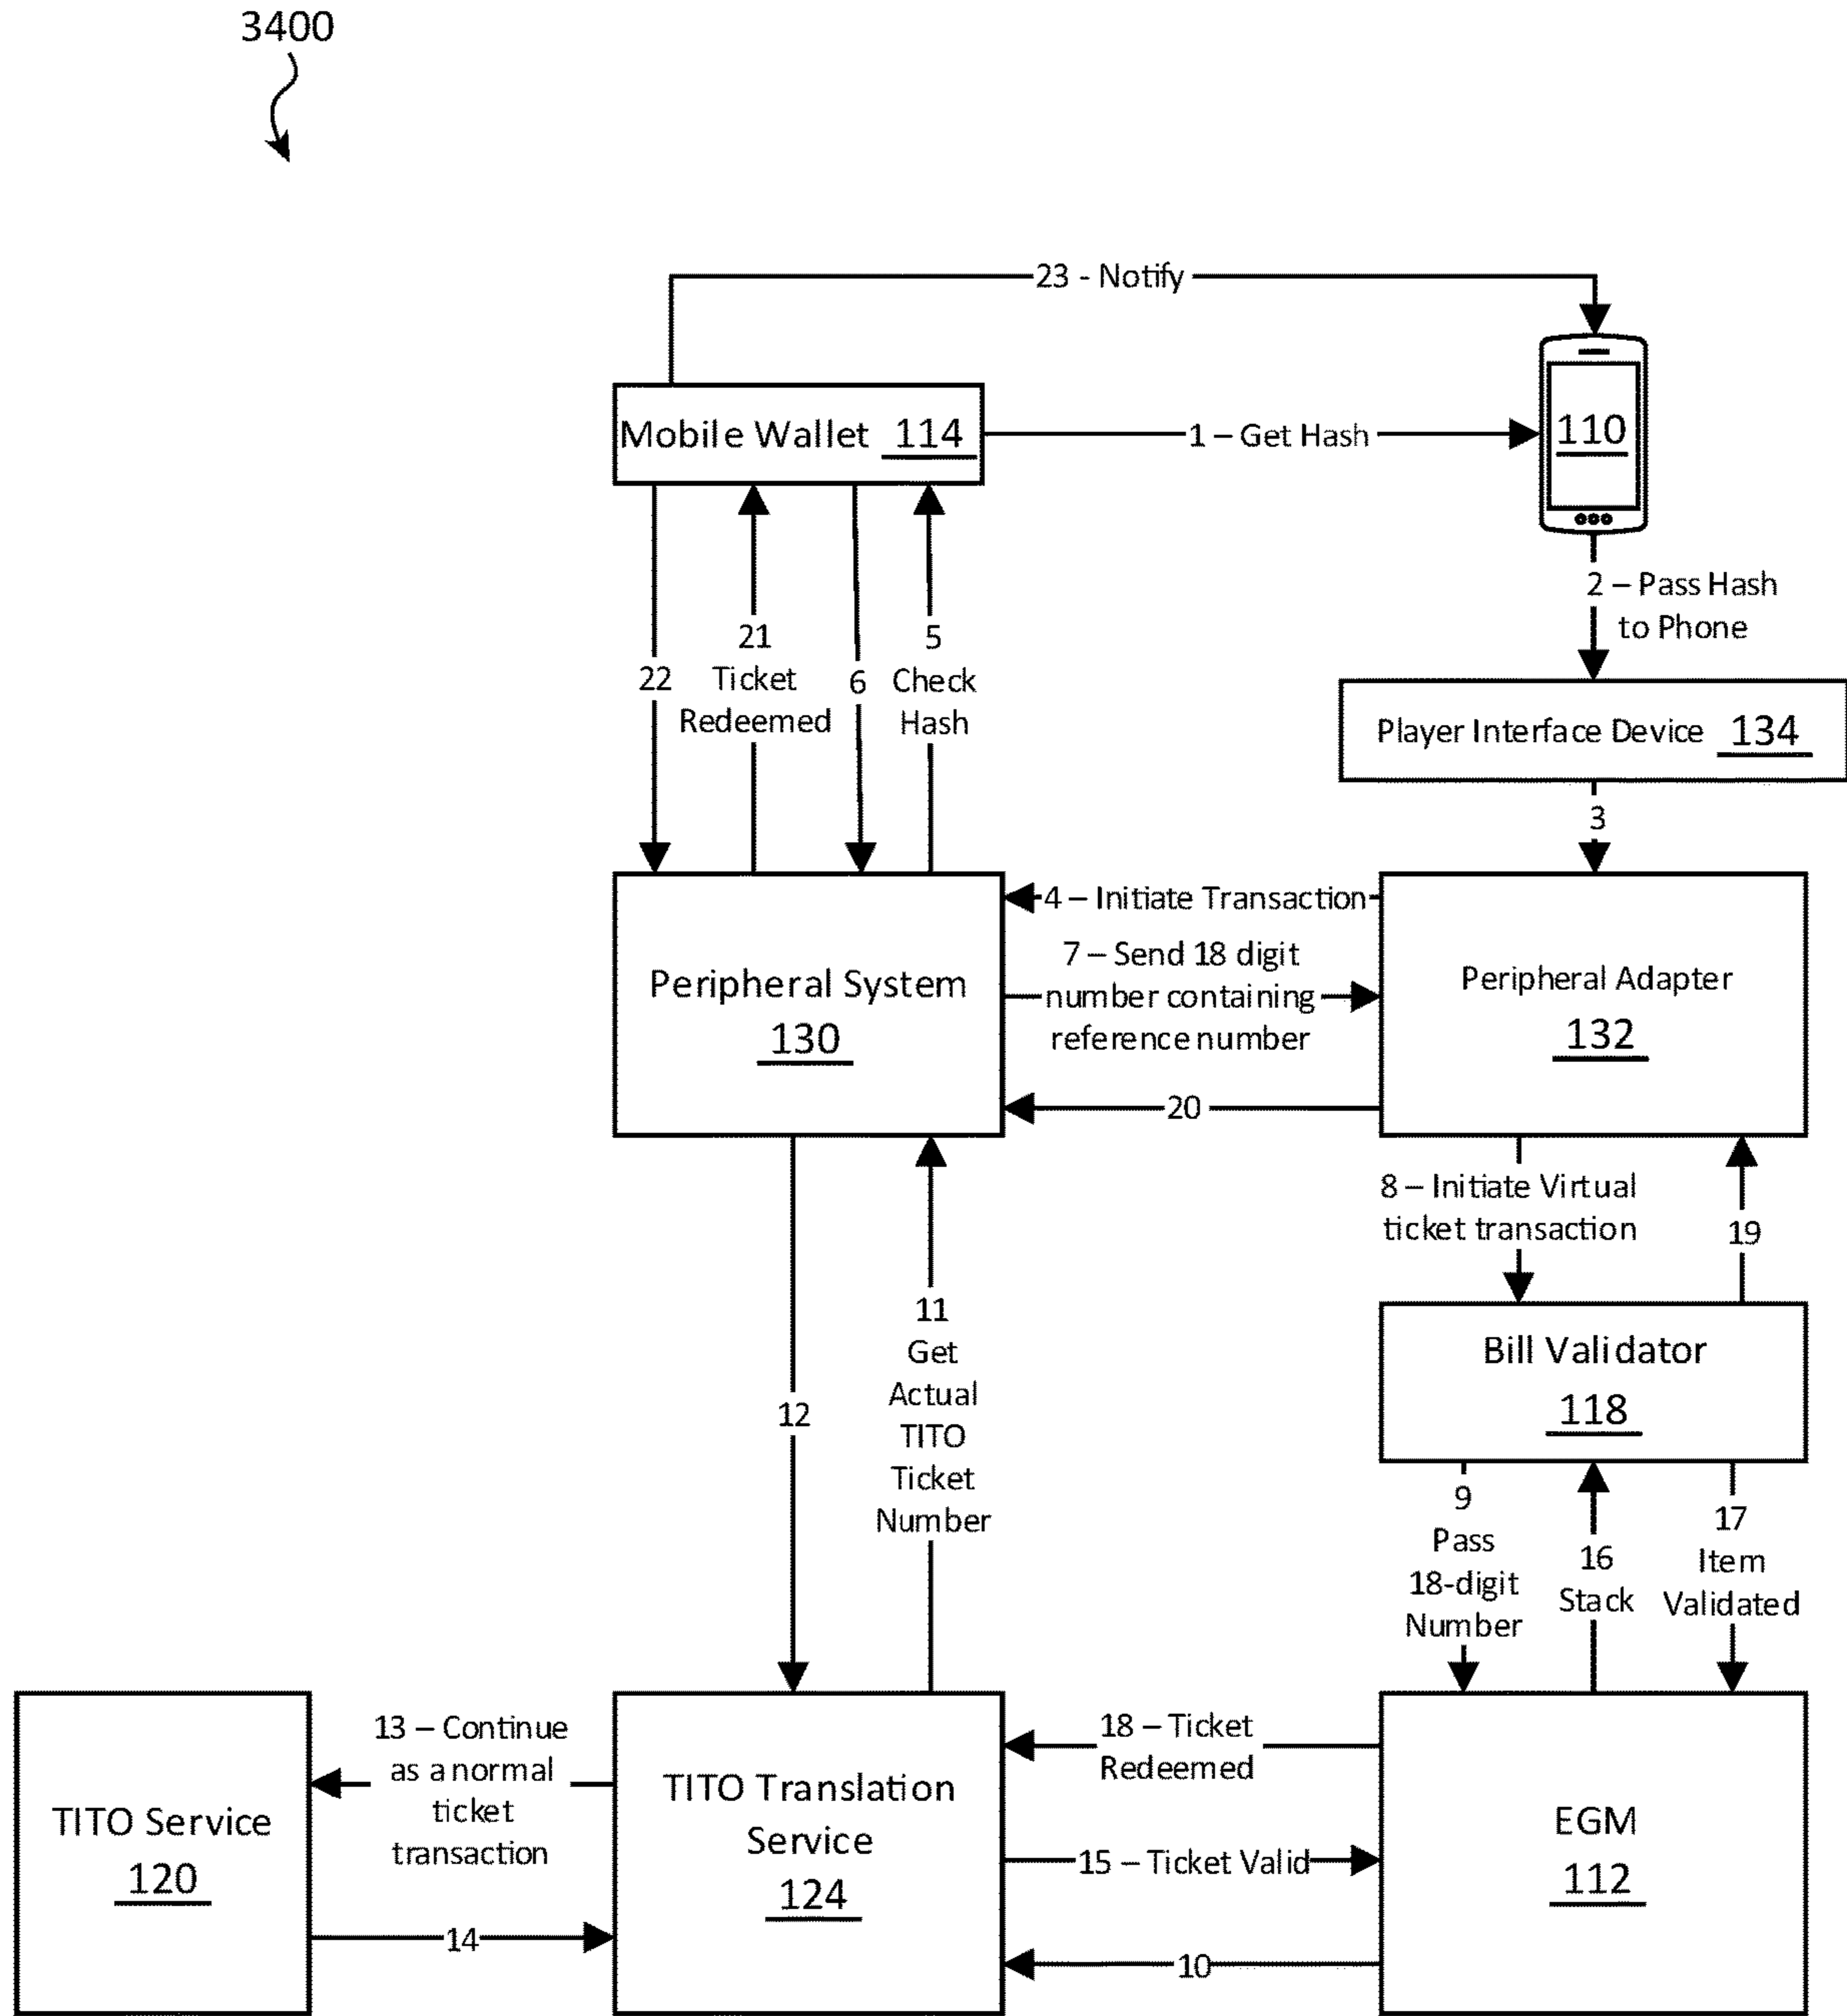 3400
23 - Notify
Mobile Wallet 114
1 – Get Hash
110
2 – Pass Hash
to Phone
22
21
Ticket
Redeemed
6
5
Check
Hash
Player Interface Device 134
3
4 – Initiate Transaction
7 – Send 18 digit
number containing
reference number
20
Peripheral System
130
Peripheral Adapter
132
8 – Initiate Virtual
ticket transaction
19
12
11
Get
Actual
TITO
Ticket
Number
Bill Validator
118
9
Pass
18-digit
Number
16
Stack
17
Item
Validated
TITO Service
120
13 – Continue
as a normal
ticket
transaction
14
TITO Translation
Service
124
18 – Ticket
Redeemed
15 – Ticket Valid
10
EGM
112